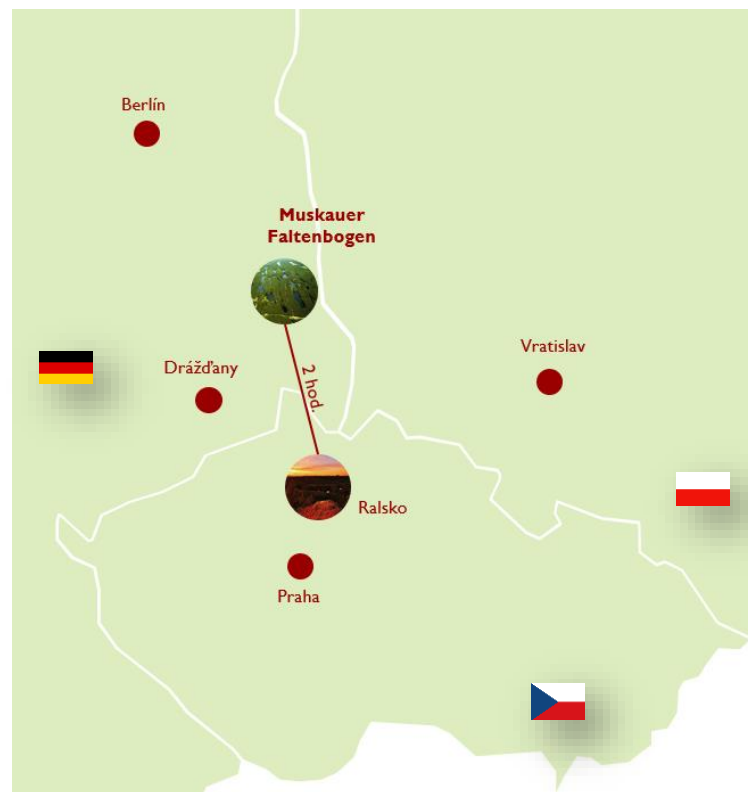 Berlín
Muskauer
Faltenbogen
Vratislav
Drážďany
2 hod.
Ralsko
Praha